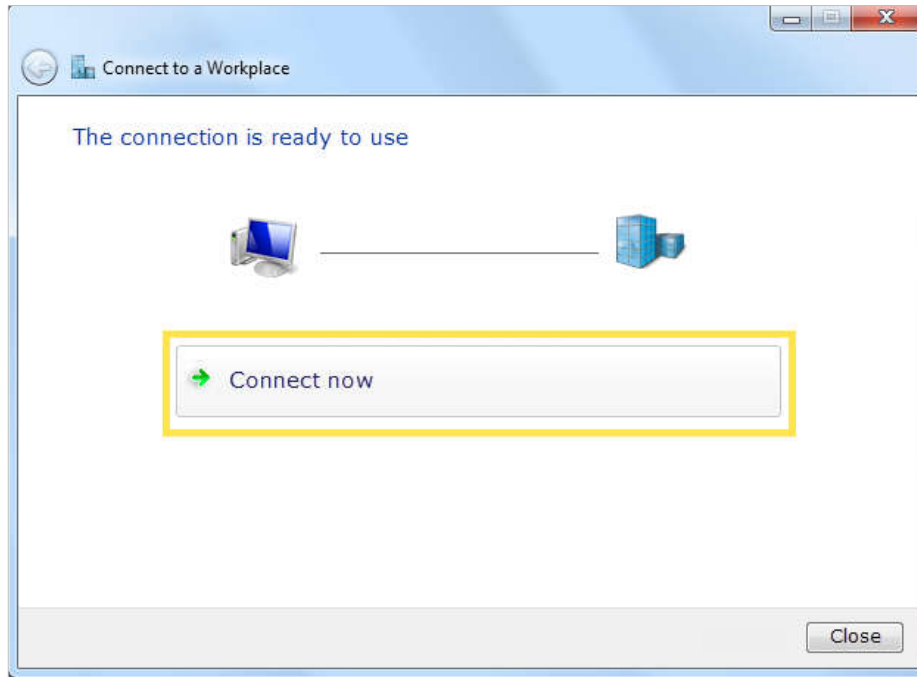 Connect to a Workplace
The connection is ready to use
Connect now
Close